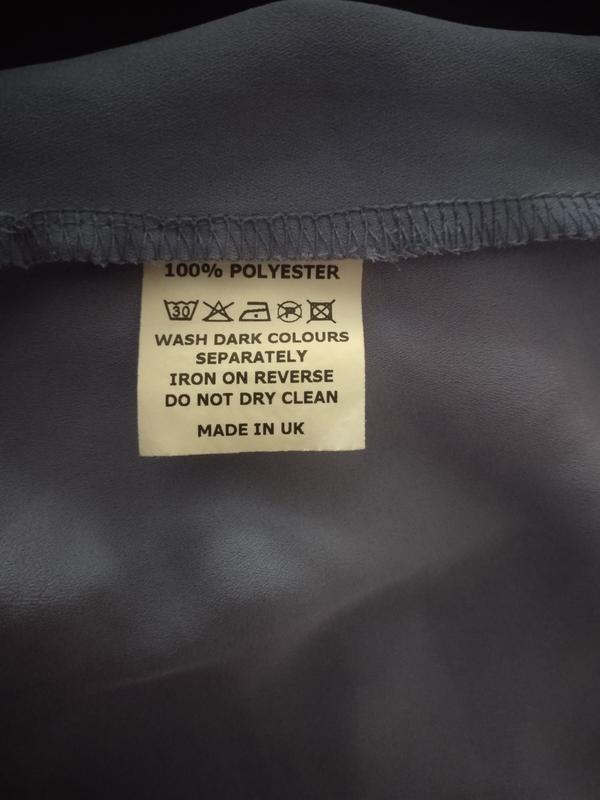 100% POLYESTER
30
WASH DARK COLOURS
SEPARATELY
IRON ON REVERSE
DO NOT DRY CLEAN
MADE IN UK